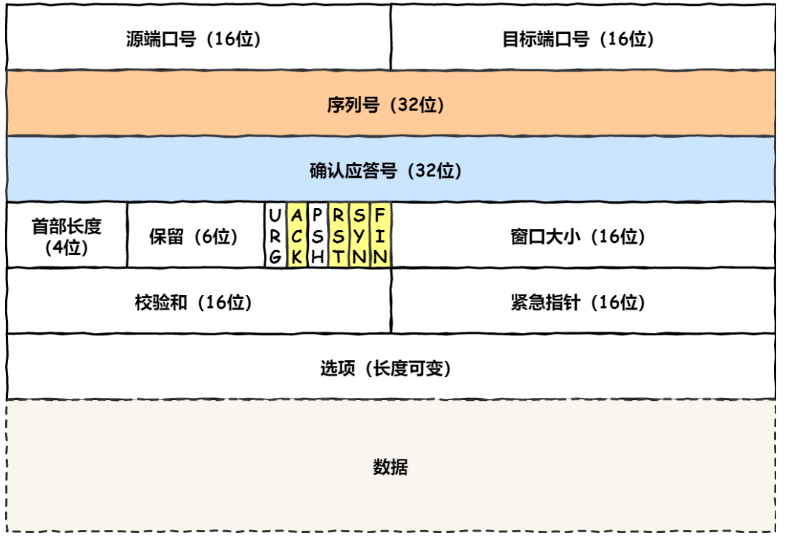 源端口号（16位）
目标端口号（16位）
序列号（32位）
确认应答号（32位）
首部长度
（4位）
保留（6位）
URG
ACK
PSH
RST
SYN
FIN
窗口大小（16位）
校验和（16位）
紧急指针（16位）
选项（长度可变）
数据